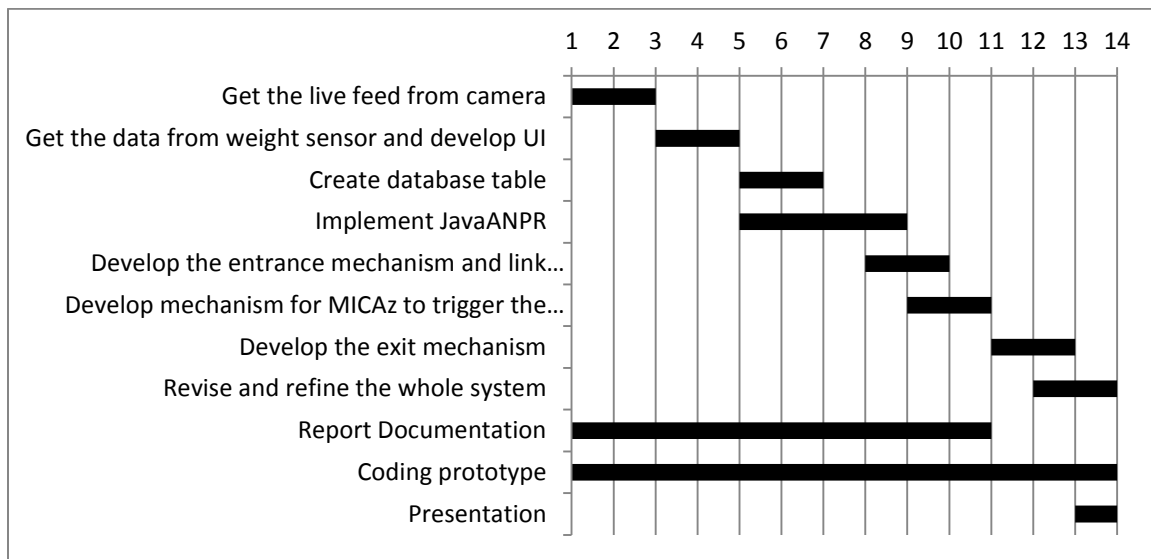 1 2 3 4 5 6 7 8 9 10 11 12 13 14
Get the live feed from camera
Get the data from weight sensor and develop UI
Create database table
Implement JavaANPR
Develop the entrance mechanism and link…
Develop mechanism for MICAz to trigger the…
Develop the exit mechanism
Revise and refine the whole system
Report Documentation
Coding prototype
Presentation